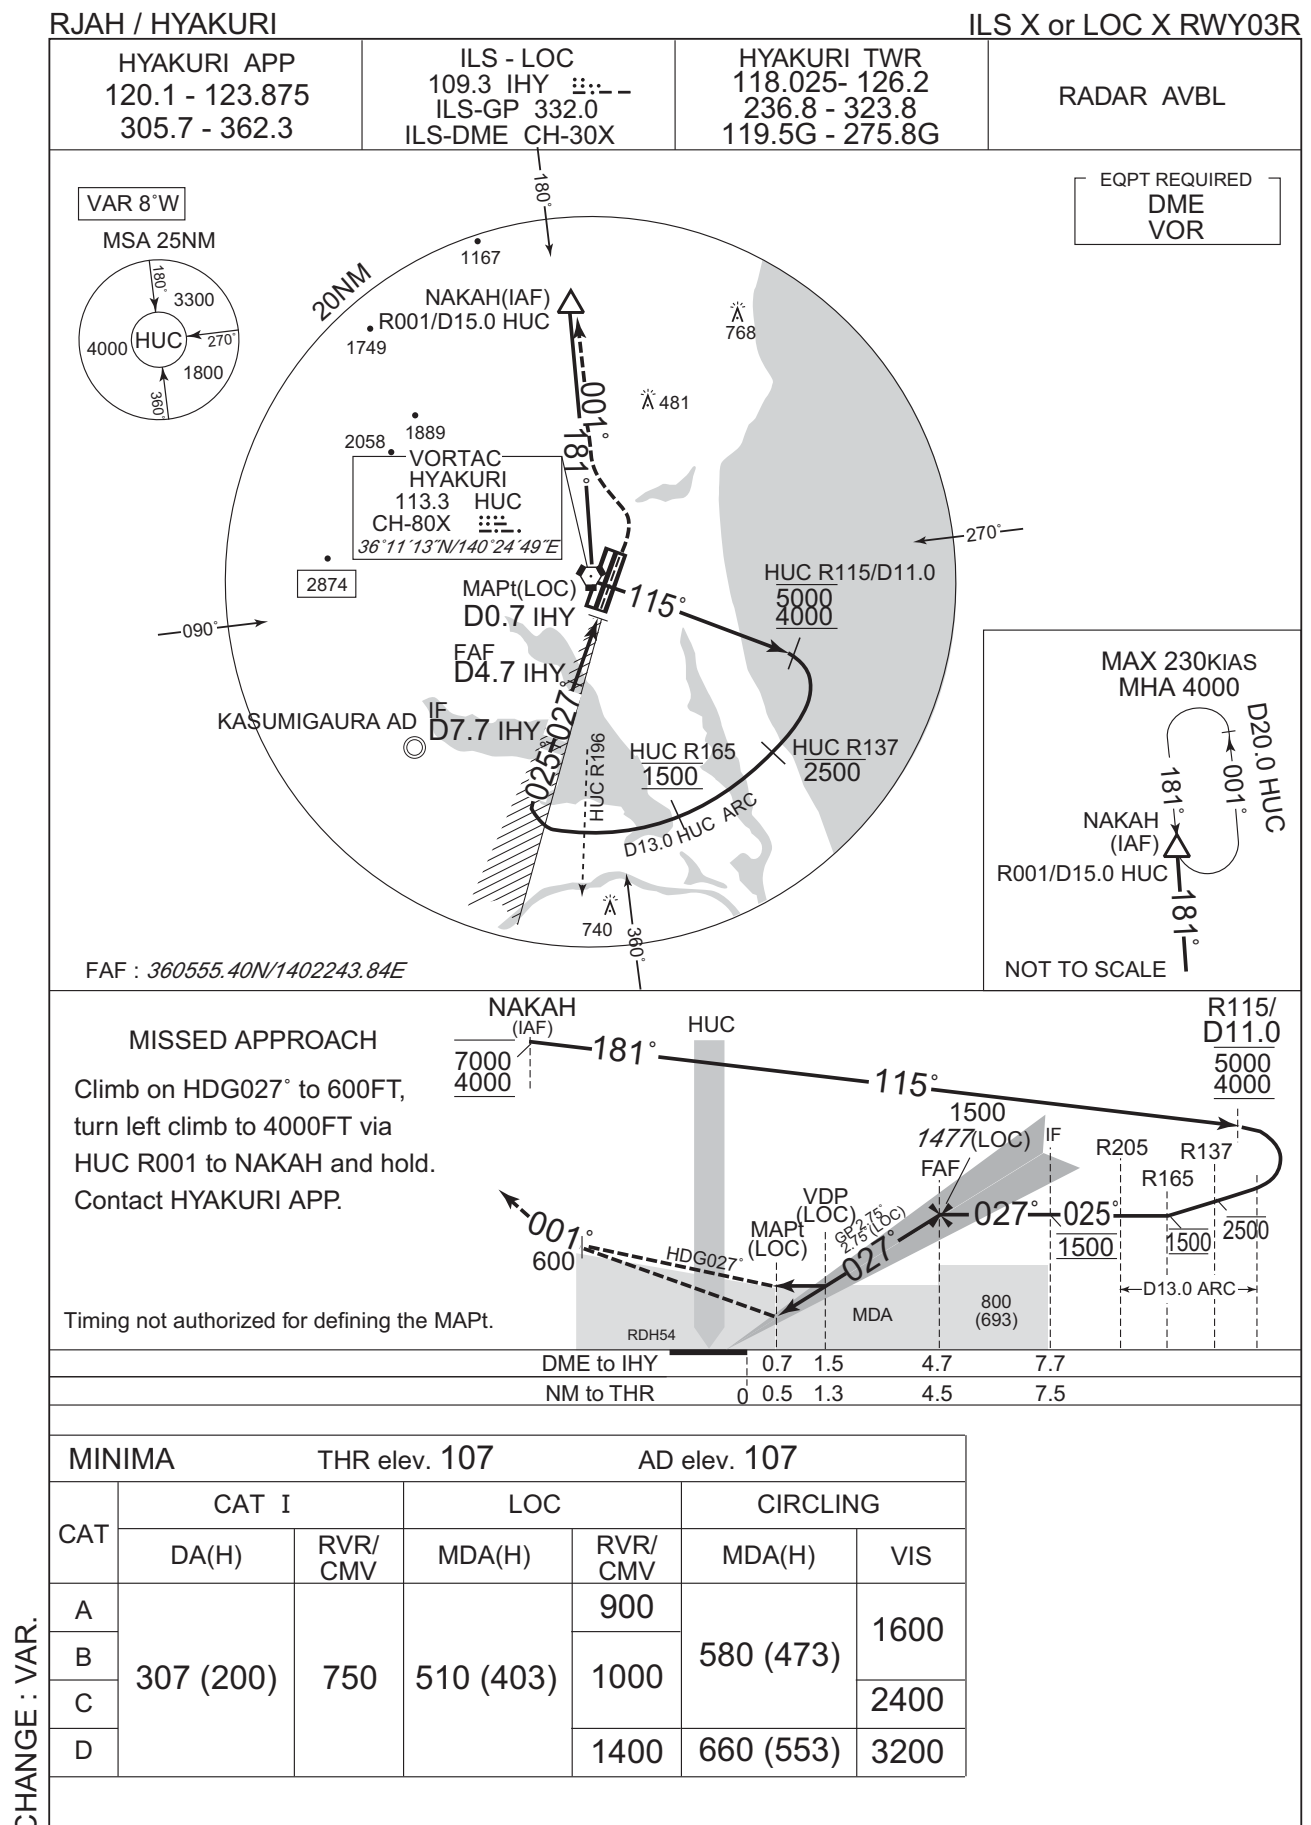 RJAH / HYAKURI
ILS X or LOC X RWY03R
HYAKURI APP
120.1 - 123.875
305.7 - 362.3
ILS - LOC
109.3 IHY
ILS-GP 332.0
ILS-DME CH-30X
HYAKURI TWR
118.025- 126.2
236.8 - 323.8
119.5G - 275.8G
RADAR AVBL
EQPT REQUIRED
DME
VOR
VAR 8°W
MSA 25NM
180°
3300
HUC
4000
270°
1800
360°
180°
20NM
1167
NAKAH(IAF)
R001/D15.0 HUC
1749
768
481
001°
181°
1889
2058
VORTAC
HYAKURI
113.3 HUC
CH-80X
36°11´13˝N/140°24´49˝E
270°
2874
HUC R115/D11.0
5000
4000
MAPt(LOC)
D0.7 IHY
115°
090°
FAF
D4.7 IHY
IF
D7.7 IHY
KASUMIGAURA AD
027°
025°
HUC R196
HUC R165
1500
HUC R137
2500
D13.0 HUC ARC
740
360°
FAF : 360555.40N/1402243.84E
MAX 230KIAS
MHA 4000
D20.0 HUC
181°
001°
NAKAH
(IAF)
R001/D15.0 HUC
181°
NOT TO SCALE
MISSED APPROACH
Climb on HDG027° to 600FT,
turn left climb to 4000FT via
HUC R001 to NAKAH and hold.
Contact HYAKURI APP.
Timing not authorized for defining the MAPt.
NAKAH
(IAF)
7000
4000
181°
HUC
115°
R115/
D11.0
5000
4000
1500
1477(LOC)
IF
FAF
R205
R137
R165
VDP
(LOC)
MAPt
(LOC)
GP 2.75°
2.75°(LOC)
027°
027°
025°
1500
1500
2500
001°
600
HDG027°
D13.0 ARC
MDA
800
(693)
RDH54
DME to IHY 0.7 1.5 4.7 7.7
NM to THR 0 0.5 1.3 4.5 7.5
MINIMA THR elev. 107 AD elev. 107
CAT
CAT I LOC CIRCLING
DA(H) RVR/CMV MDA(H) RVR/CMV MDA(H) VIS
A 900
1600
B 580 (473)
307 (200) 750 510 (403) 1000
C 2400
D 1400 660 (553) 3200
CHANGE : VAR.